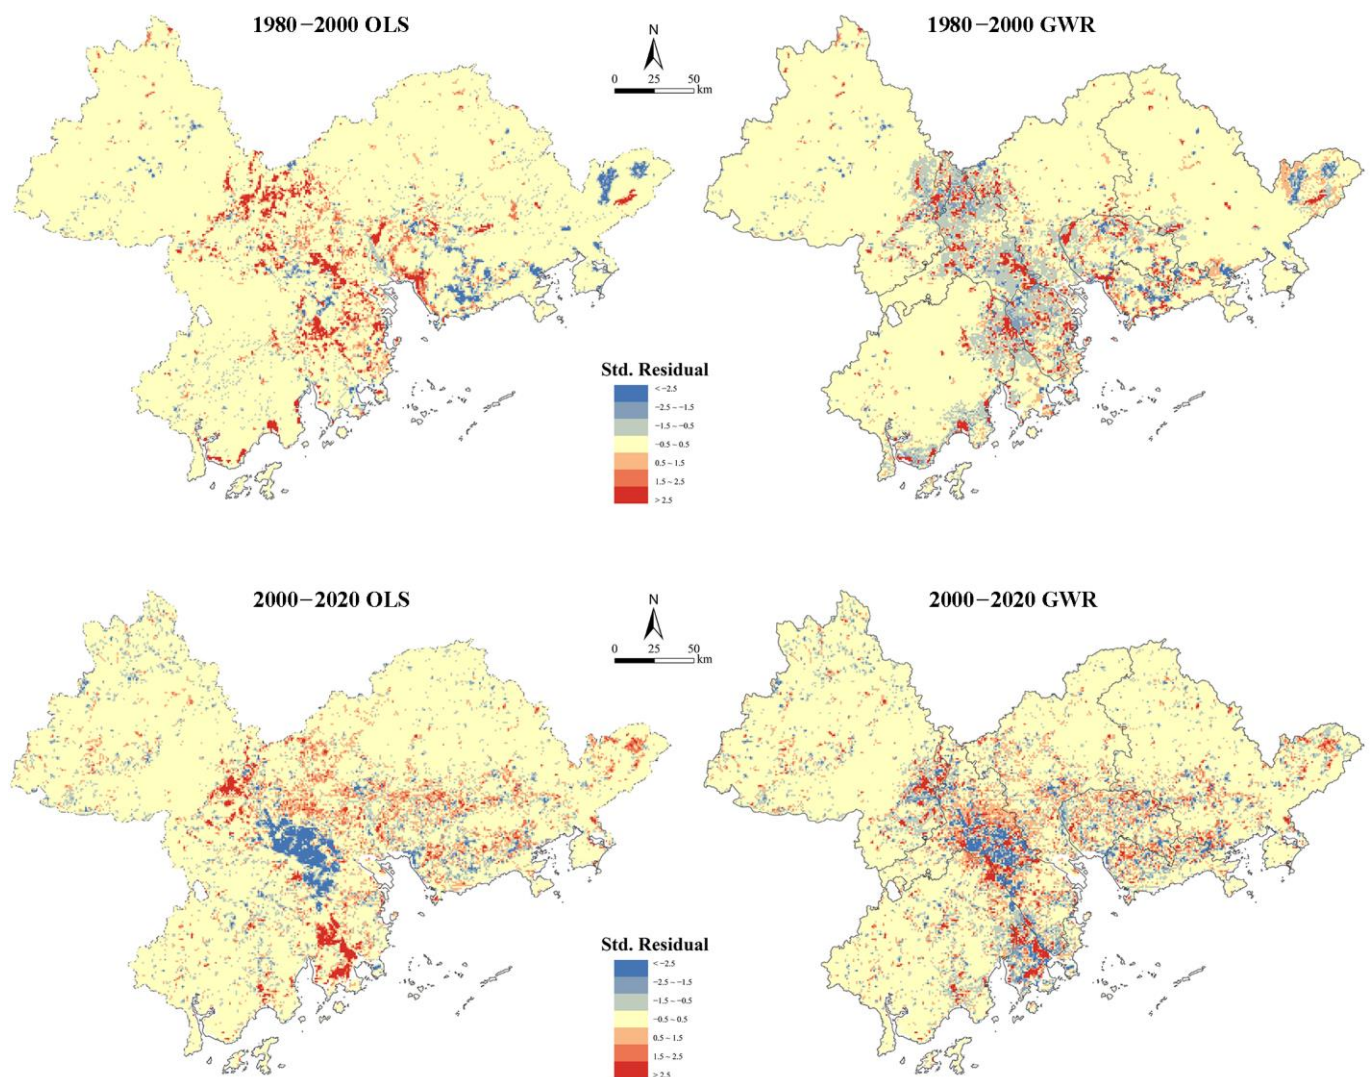 1980−2000 OLS
N
0 25 50
km
1980−2000 GWR
Std. Residual
< −2.5
−2.5 ~ −1.5
−1.5 ~ −0.5
−0.5 ~ 0.5
0.5 ~ 1.5
1.5 ~ 2.5
> 2.5
2000−2020 OLS
N
0 25 50
km
2000−2020 GWR
Std. Residual
< −2.5
−2.5 ~ −1.5
−1.5 ~ −0.5
−0.5 ~ 0.5
0.5 ~ 1.5
1.5 ~ 2.5
> 2.5